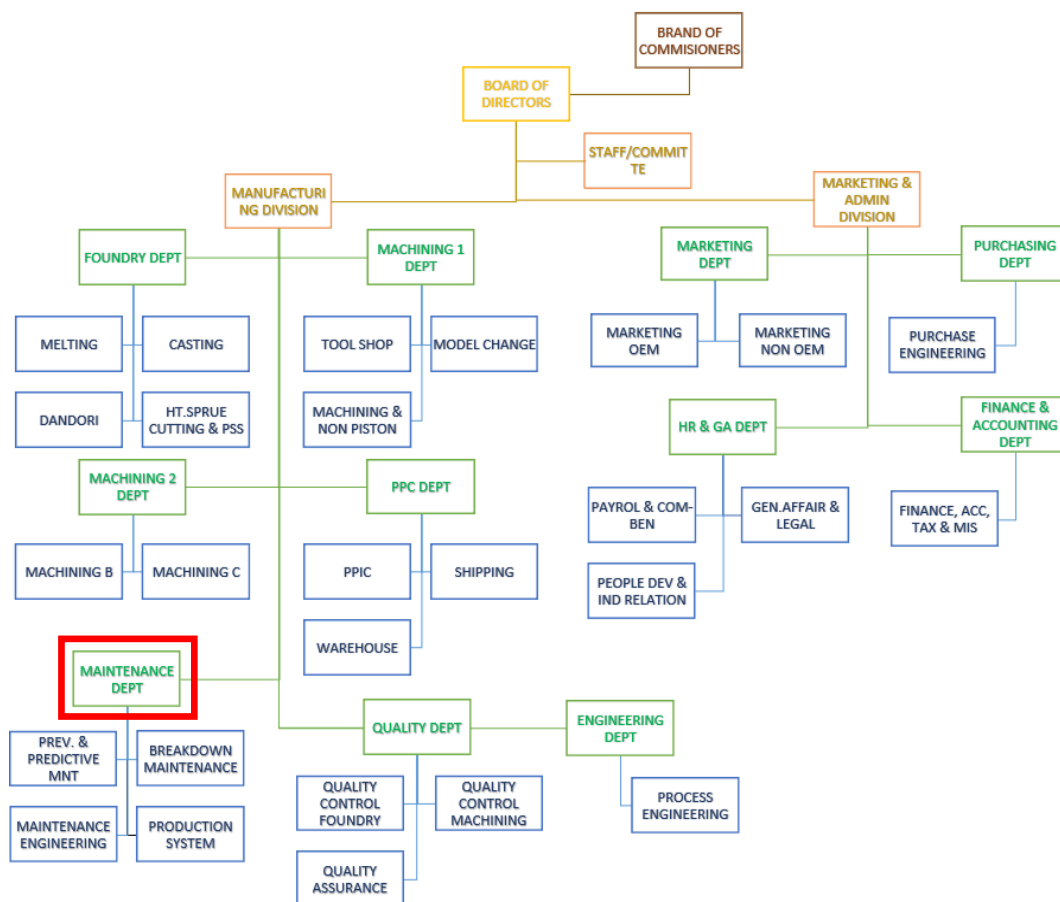 BRAND OF
COMMISIONERS
BOARD OF
DIRECTORS
STAFF/COMMIT
TE
MANUFACTURI
NG DIVISION
MARKETING &
ADMIN
DIVISION
FOUNDRY DEPT
MACHINING 1
DEPT
MARKETING
DEPT
PURCHASING
DEPT
MELTING
CASTING
TOOL SHOP
MODEL CHANGE
MARKETING
OEM
MARKETING
NON OEM
PURCHASE
ENGINEERING
DANDORI
HT.SPRUE
CUTTING & PSS
MACHINING &
NON PISTON
HR & GA DEPT
FINANCE &
ACCOUNTING
DEPT
MACHINING 2
DEPT
PPC DEPT
PAYROL & COM-
BEN
GEN.AFFAIR &
LEGAL
FINANCE, ACC,
TAX & MIS
MACHINING B
MACHINING C
PPIC
SHIPPING
PEOPLE DEV &
IND RELATION
WAREHOUSE
MAINTENANCE
DEPT
QUALITY DEPT
ENGINEERING
DEPT
PREV. &
PREDICTIVE
MNT
BREAKDOWN
MAINTENANCE
QUALITY
CONTROL
FOUNDRY
QUALITY
CONTROL
MACHINING
PROCESS
ENGINEERING
MAINTENANCE
ENGINEERING
PRODUCTION
SYSTEM
QUALITY
ASSURANCE